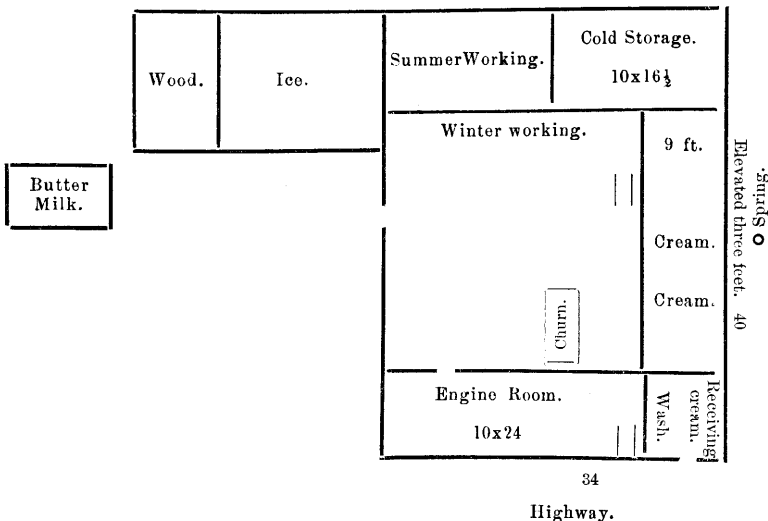 Cold Storage.
10x16½
SummerWorking.
Wood.
Ice.
Winter working.
9 ft.
Butter
Milk.
Spring.
Elevated three feet. 40
Cream.
Cream.
Churn.
Engine Room.
10x24
Wash.
Receiving
cream.
34
Highway.